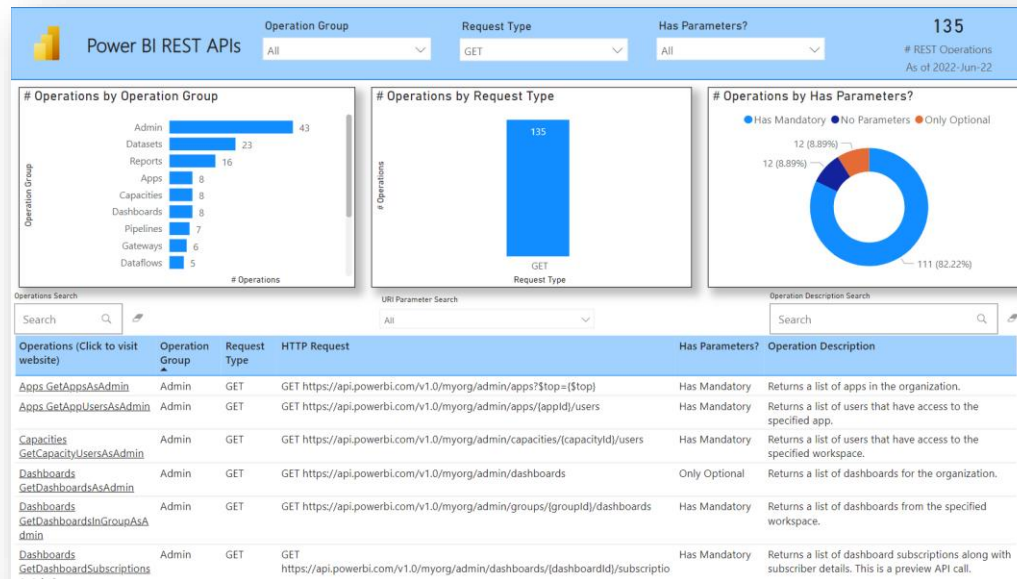 Power BI REST APIs
Operation Group
All
Request Type
GET
Has Parameters?
All
135
# REST Operations
As of 2022-Jun-22
# Operations by Operation Group
Operation Group
Admin 43
Datasets 23
Reports 16
Apps 8
Capacities 8
Dashboards 8
Pipelines 7
Gateways 6
Dataflows 5
# Operations
# Operations by Request Type
# Operations
135
GET
Request Type
# Operations by Has Parameters?
Has Mandatory No Parameters Only Optional
12 (8.89%)
12 (8.89%)
111 (82.22%)
Operations Search
Search
URI Parameter Search
All
Operation Description Search
Search
Operations (Click to visit
website)
Operation
Group
Request
Type
HTTP Request
Has Parameters?
Operation Description
Apps GetAppsAsAdmin
Admin
GET
GET https://api.powerbi.com/v1.0/myorg/admin/apps?$top={$top}
Has Mandatory
Returns a list of apps in the organization.
Apps GetAppUsersAsAdmin
Admin
GET
GET https://api.powerbi.com/v1.0/myorg/admin/apps/{appId}/users
Has Mandatory
Returns a list of users that have access to the
specified app.
Capacities
GetCapacityUsersAsAdmin
Admin
GET
GET https://api.powerbi.com/v1.0/myorg/admin/capacities/{capacityId}/users
Has Mandatory
Returns a list of users that have access to the
specified workspace.
Dashboards
GetDashboardsAsAdmin
Admin
GET
GET https://api.powerbi.com/v1.0/myorg/admin/dashboards
Only Optional
Returns a list of dashboards for the organization.
Dashboards
GetDashboardsInGroupAsA
dmin
Admin
GET
GET https://api.powerbi.com/v1.0/myorg/admin/groups/{groupId}/dashboards
Has Mandatory
Returns a list of dashboards from the specified
workspace.
Dashboards
GetDashboardSubscriptions
Admin
GET
GET
https://api.powerbi.com/v1.0/myorg/admin/dashboards/{dashboardId}/subscriptio
Has Mandatory
Returns a list of dashboard subscriptions along with
subscriber details. This is a preview API call.